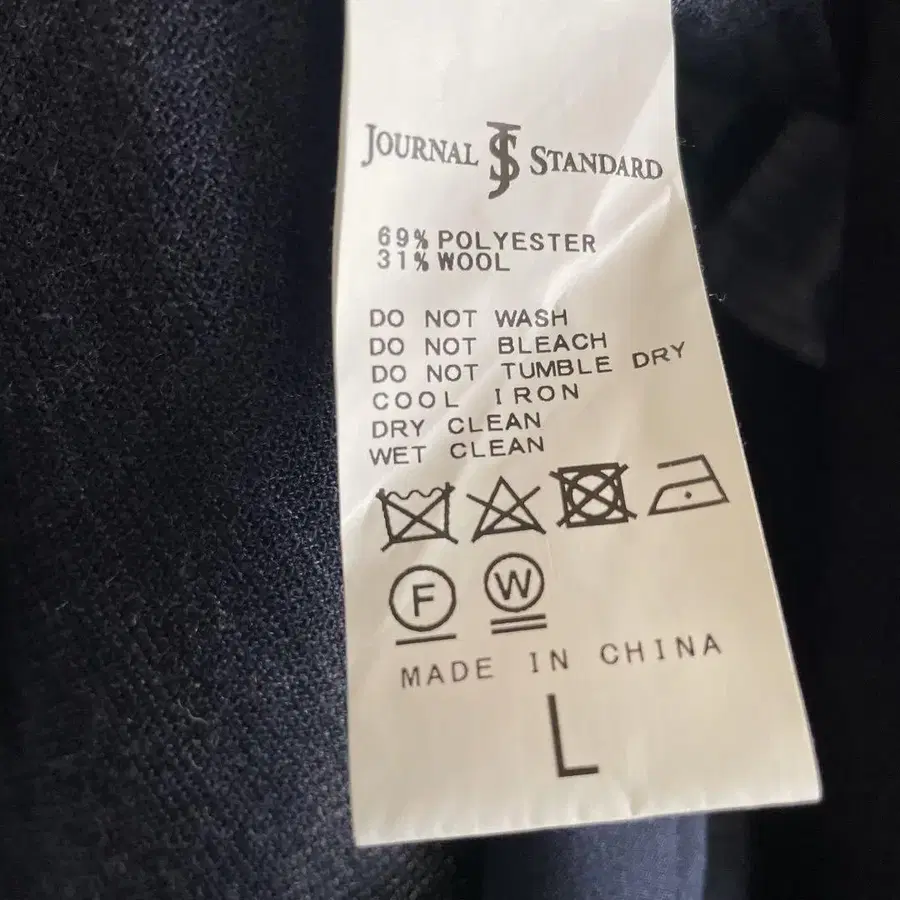 JOURNAL JS STANDARD
69% POLYESTER
31% WOOL
DO NOT WASH
DO NOT BLEACH
DO NOT TUMBLE DRY
COOL IRON
DRY CLEAN
WET CLEAN
F W
MADE IN CHINA
L